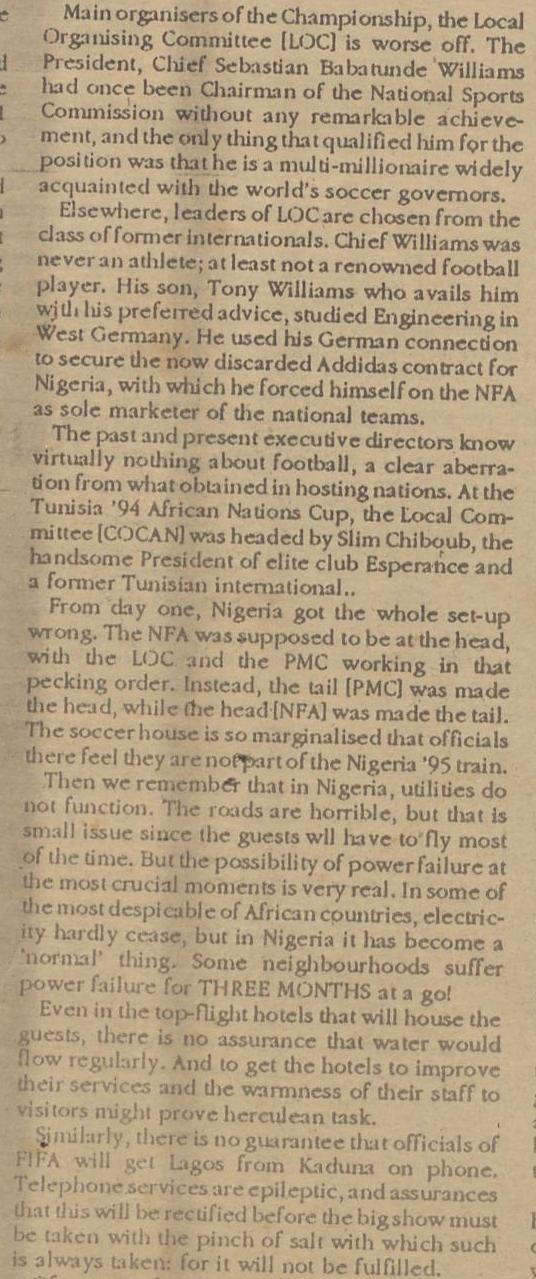 Main organisers of the Championship, the Local
Organising Committee [LOC] is worse off. The
President, Chief Sebastian Babatunde Williams
had once been Chairman of the National Sports
Commission without any remarkable achieve-
ment, and the only thing that qualified him for the
position was that he is a multi-millionaire widely
acquainted with the world's soccer governors.
Elsewhere, leaders of LOC are chosen from the
class of former internationals. Chief Williams was
never an athlete; at least not a renowned football
player. His son, Tony Williams who avails him
with his preferred advice, studied Engineering in
West Germany. He used his German connection
to secure the now discarded Addidas contract for
Nigeria, with which he forced himself on the NFA
as sole marketer of the national teams.
The past and present executive directors know
virtually nothing about football, a clear aberra-
tion from what obtained in hosting nations. At the
Tunisia '94 African Nations Cup, the Local Com-
mittee [COCAN] was headed by Slim Chiboub, the
handsome President of elite club Esperance and
a former Tunisian international..
From day one, Nigeria got the whole set-up
wrong. The NFA was supposed to be at the head,
with the LOC and the PMC working in that
pecking order. Instead, the tail [PMC] was made
the head, while the head [NFA] was made the tail.
The soccer house is so marginalised that officials
there feel they are not part of the Nigeria '95 train.
Then we remember that in Nigeria, utilities do
not function. The roads are horrible, but that is
small issue since the guests wll have to fly most
of the time. But the possibility of power failure at
the most crucial moments is very real. In some of
the most despicable of African countries, electric-
ity hardly cease, but in Nigeria it has become a
'normal' thing. Some neighbourhoods suffer
power failure for THREE MONTHS at a go!
Even in the top-flight hotels that will house the
guests, there is no assurance that water would
flow regularly. And to get the hotels to improve
their services and the warmness of their staff to
visitors might prove herculean task.
Similarly, there is no guarantee that officials of
FIFA will get Lagos from Kaduna on phone.
Telephone services are epileptic, and assurances
that this will be rectified before the big show must
be taken with the pinch of salt with which such
is always taken: for it will not be fulfilled.